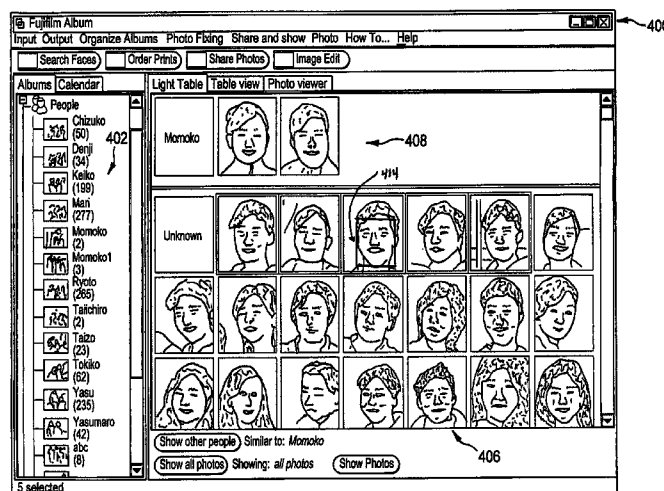 Fujifilm Album
400
Input Output Organize Albums Photo Fixing Share and show Photo How To... Help
Search Faces Order Prints Share Photos Image Edit
Albums Calendar Light Table Table view Photo viewer
People
Chizuko
(50)
402
Denji
(34)
Keiko
(199)
Mari
(277)
Momoko
(2)
Momoko1
(3)
Ryoto
(265)
Taiichiro
(2)
Taizo
(23)
Tokiko
(62)
Yasu
(235)
Yasumaro
(42)
abc
(8)
Momoko
408
414
Unknown
Show other people Similar to: Momoko
406
Show all photos Showing: all photos Show Photos
5 selected